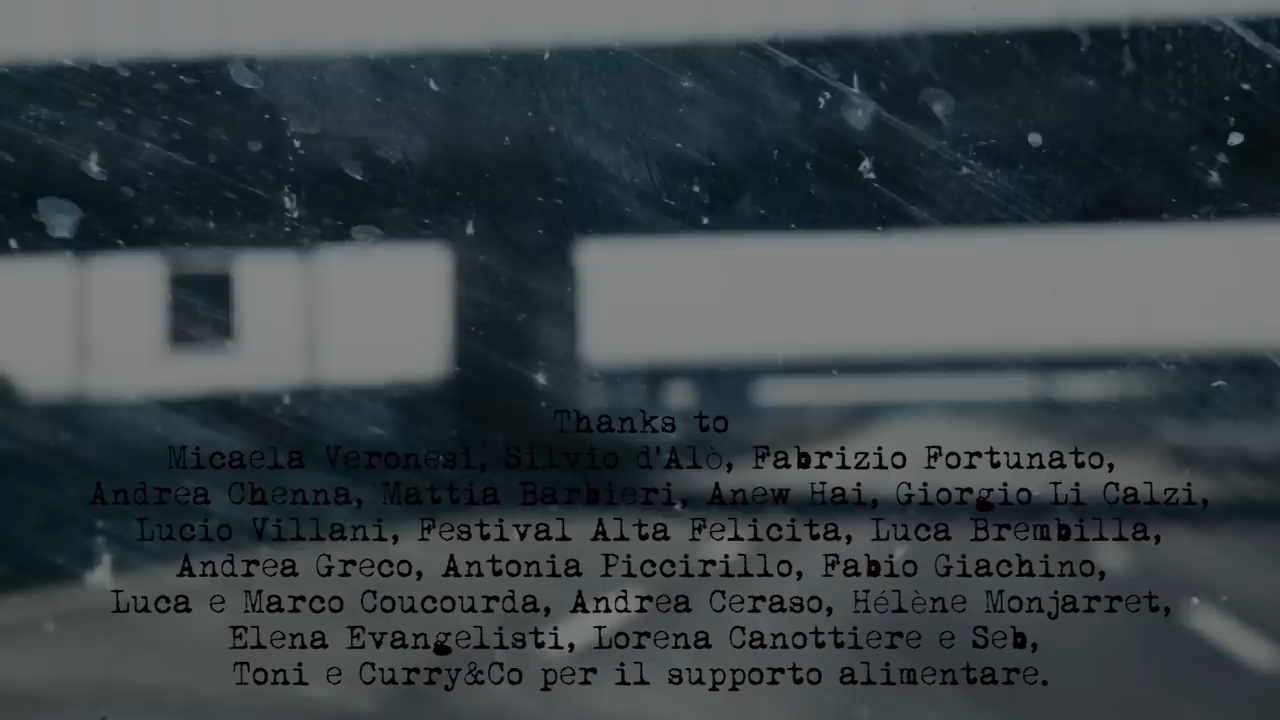 Thanks to
Micaela Veronesi, Silvio d'Alò, Fabrizio Fortunato,
Andrea Chenna, Mattia Barbieri, Anew Hai, Giorgio Li Calzi,
Lucio Villani, Festival Alta Felicita, Luca Brembilla,
Andrea Greco, Antonia Piccirillo, Fabio Giachino,
Luca e Marco Coucourda, Andrea Ceraso, Hélène Monjarret,
Elena Evangelisti, Lorena Canottiere e Seb,
Toni e Curry&Co per il supporto alimentare.